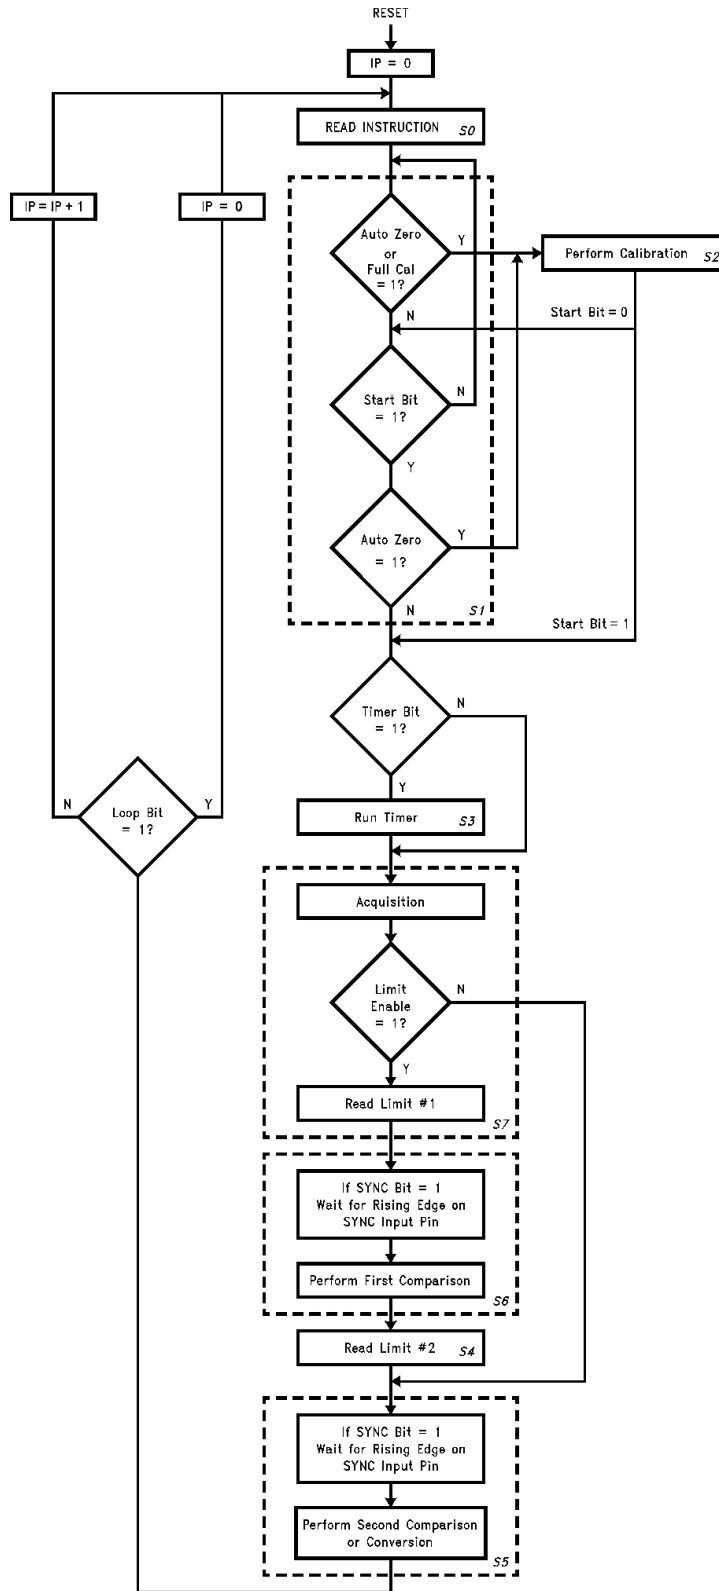 RESET
IP = 0
READ INSTRUCTION S0
IP = IP + 1
IP = 0
Auto Zero
or
Full Cal
= 1?
Y
N
Perform Calibration S2
Start Bit = 0
Start Bit
= 1?
N
Y
Auto Zero
= 1?
Y
N
S1
Start Bit = 1
Timer Bit
= 1?
N
Y
Run Timer S3
Loop Bit
= 1?
N
Y
Acquisition
Limit
Enable
= 1?
N
Y
Read Limit #1
S7
If SYNC Bit = 1
Wait for Rising Edge on
SYNC Input Pin
Perform First Comparison
S6
Read Limit #2 S4
If SYNC Bit = 1
Wait for Rising Edge on
SYNC Input Pin
Perform Second Comparison
or Conversion
S5